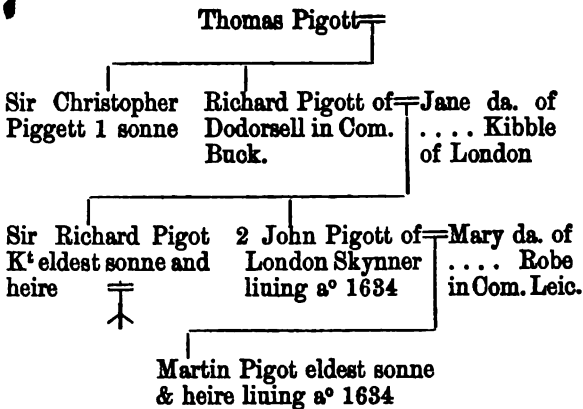 Thomas Pigott
Sir Christopher
Piggett 1 sonne
Richard Pigott of
Dodorsell in Com.
Buck.
Jane da. of
.... Kibble
of London
Sir Richard Pigot
Kᵗ eldest sonne and
heire
2 John Pigott of
London Skynner
liuing aº 1634
Mary da. of
.... Robe
in Com. Leic.
Martin Pigot eldest sonne
& heire liuing aº 1634